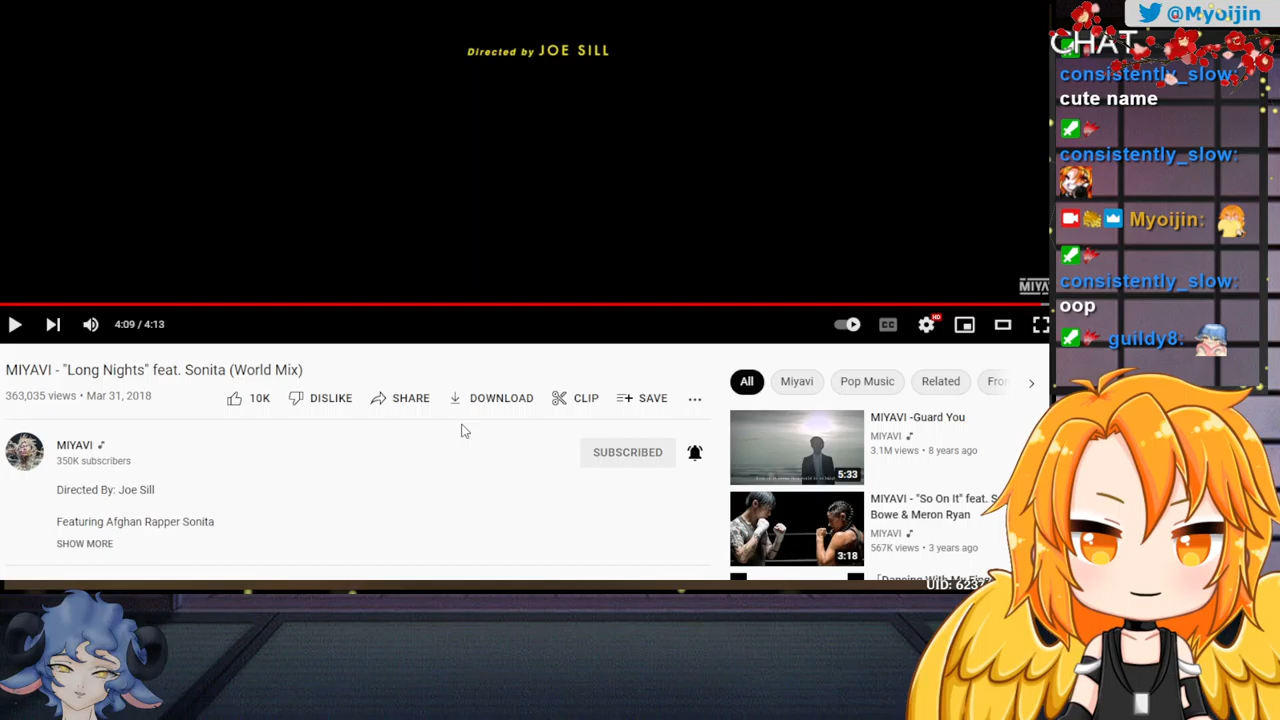 Directed by JOE SILL
4:09 / 4:13
CC
HD
MIYAVI - "Long Nights" feat. Sonita (World Mix)
363,035 views • Mar 31, 2018
10K
DISLIKE
SHARE
DOWNLOAD
CLIP
SAVE
MIYAVI
350K subscribers
SUBSCRIBED
Directed By: Joe Sill
Featuring Afghan Rapper Sonita
SHOW MORE
All
Miyavi
Pop Music
Related
5:33
MIYAVI -Guard You
MIYAVI
3.1M views • 8 years ago
3:18
MIYAVI - "So On It" feat. S
Bowe & Meron Ryan
MIYAVI
567K views • 3 years ago
@Myoijin
CHAT
consistently_slow:
cute name
consistently_slow:
Myoijin:
consistently_slow:
oop
guildy8: